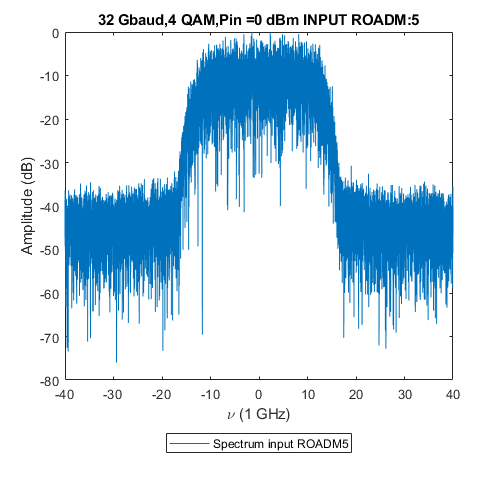 32 Gbaud,4 QAM,Pin =0 dBm INPUT ROADM:5
0
-10
-20
-30
-40
-50
-60
-70
-80
Amplitude (dB)
-40 -30 -20 -10 0 10 20 30 40
ν (1 GHz)
Spectrum input ROADM5